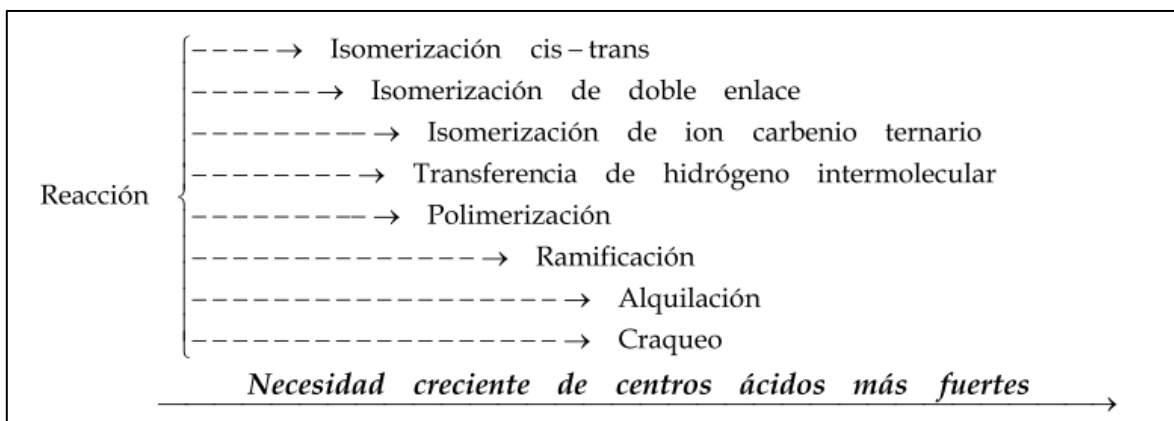 Isomerización cis – trans
Isomerización de doble enlace
Isomerización de ion carbenio ternario
Transferencia de hidrógeno intermolecular
Reacción
Polimerización
Ramificación
Alquilación
Craqueo
Necesidad creciente de centros ácidos más fuertes